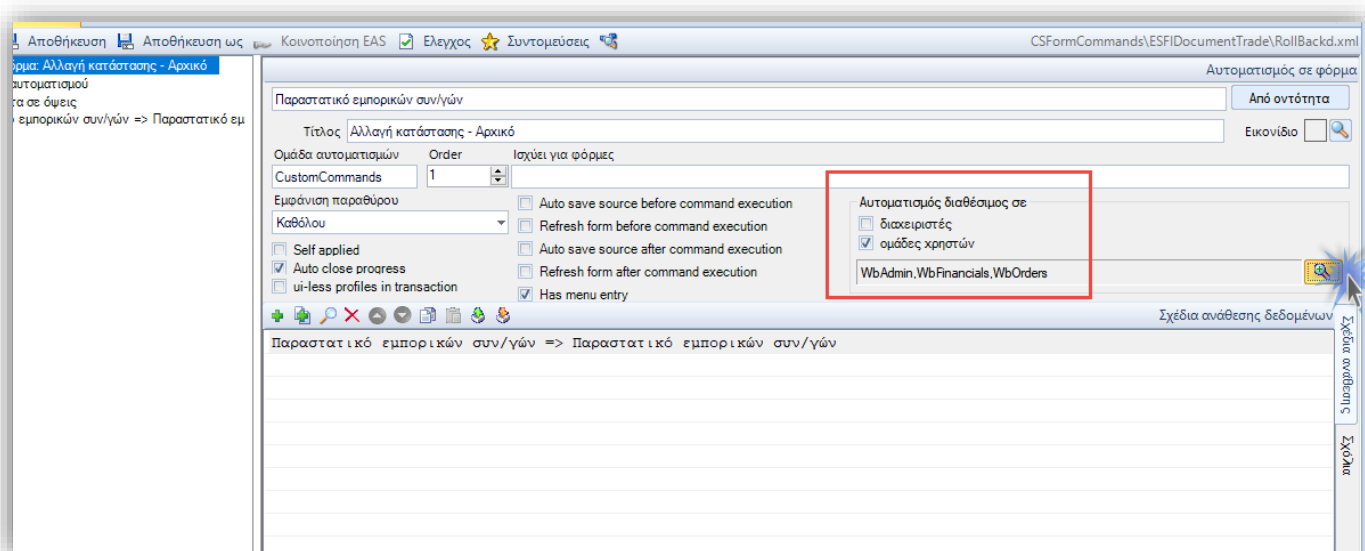 Αποθήκευση Αποθήκευση ως Κοινοποίηση EAS Ελεγχος Συντομεύσεις CSFormCommands\ESFIDocumentTrade\RollBackd.xml
Αλλαγή κατάστασης - Αρχικό
Αυτοματισμός σε φόρμα
αυτοματισμού
Παραστατικό εμπορικών συν/γών Από οντότητα
σε όψεις
εμπορικών συν/γών => Παραστατικό εμ
Τίτλος Αλλαγή κατάστασης - Αρχικό Εικονίδιο
Ομάδα αυτοματισμών Order Ισχύει για φόρμες
CustomCommands 1
Εμφάνιση παραθύρου Auto save source before command execution Αυτοματισμός διαθέσιμος σε
Καθόλου Refresh form before command execution διαχειριστές
Self applied Auto save source after command execution ομάδες χρηστών
Auto close progress Refresh form after command execution WbAdmin,WbFinancials,WbOrders
ui-less profiles in transaction Has menu entry
Σχέδια ανάθεσης δεδομένων
Παραστατικό εμπορικών συν/γών => Παραστατικό εμπορικών συν/γών
Σχέδια ανάθεσης
Σχόλια